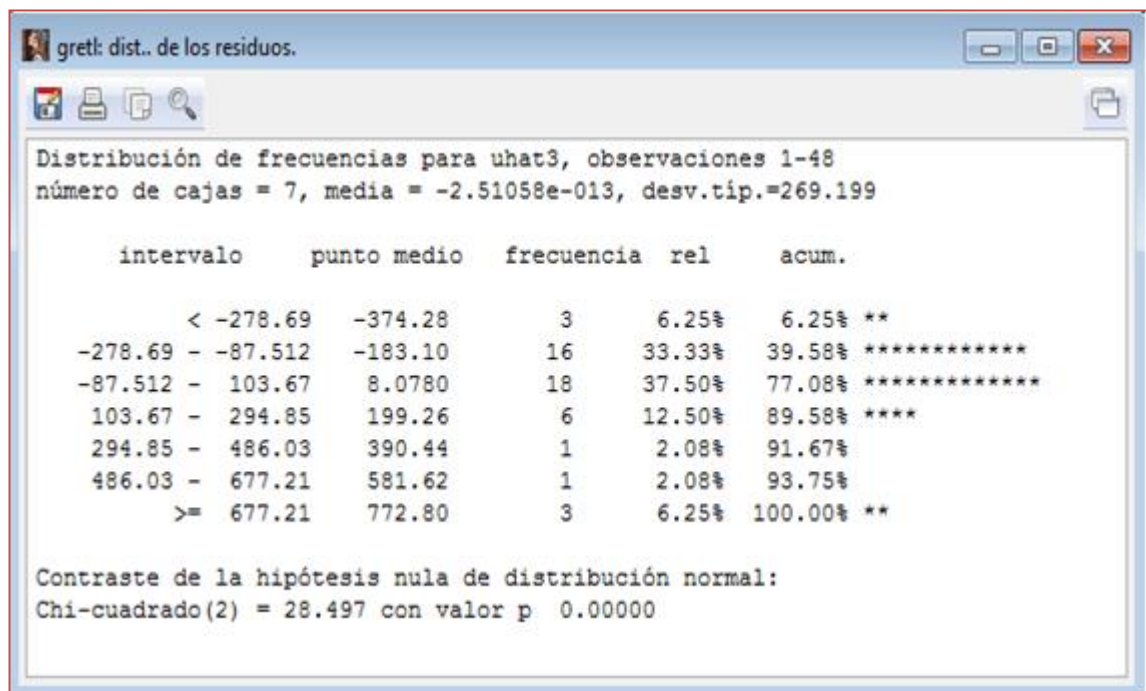 gretl: dist.. de los residuos.
Distribución de frecuencias para uhat3, observaciones 1-48
número de cajas = 7, media = -2.51058e-013, desv.típ.=269.199
intervalo punto medio frecuencia rel acum.
< -278.69 -374.28 3 6.25% 6.25% **
-278.69 - -87.512 -183.10 16 33.33% 39.58% ************
-87.512 - 103.67 8.0780 18 37.50% 77.08% *************
103.67 - 294.85 199.26 6 12.50% 89.58% ****
294.85 - 486.03 390.44 1 2.08% 91.67%
486.03 - 677.21 581.62 1 2.08% 93.75%
>= 677.21 772.80 3 6.25% 100.00% **
Contraste de la hipótesis nula de distribución normal:
Chi-cuadrado(2) = 28.497 con valor p 0.00000